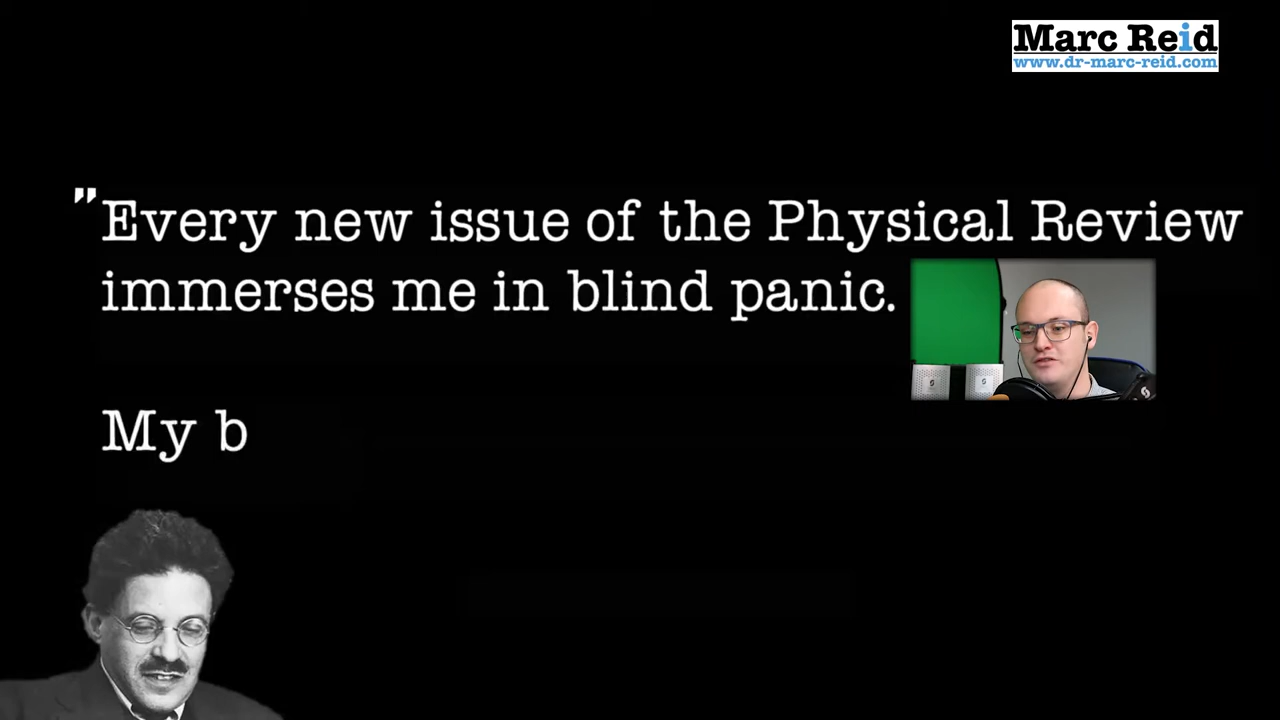 Marc Reid
www.dr-marc-reid.com
"Every new issue of the Physical Review
immerses me in blind panic.
My b